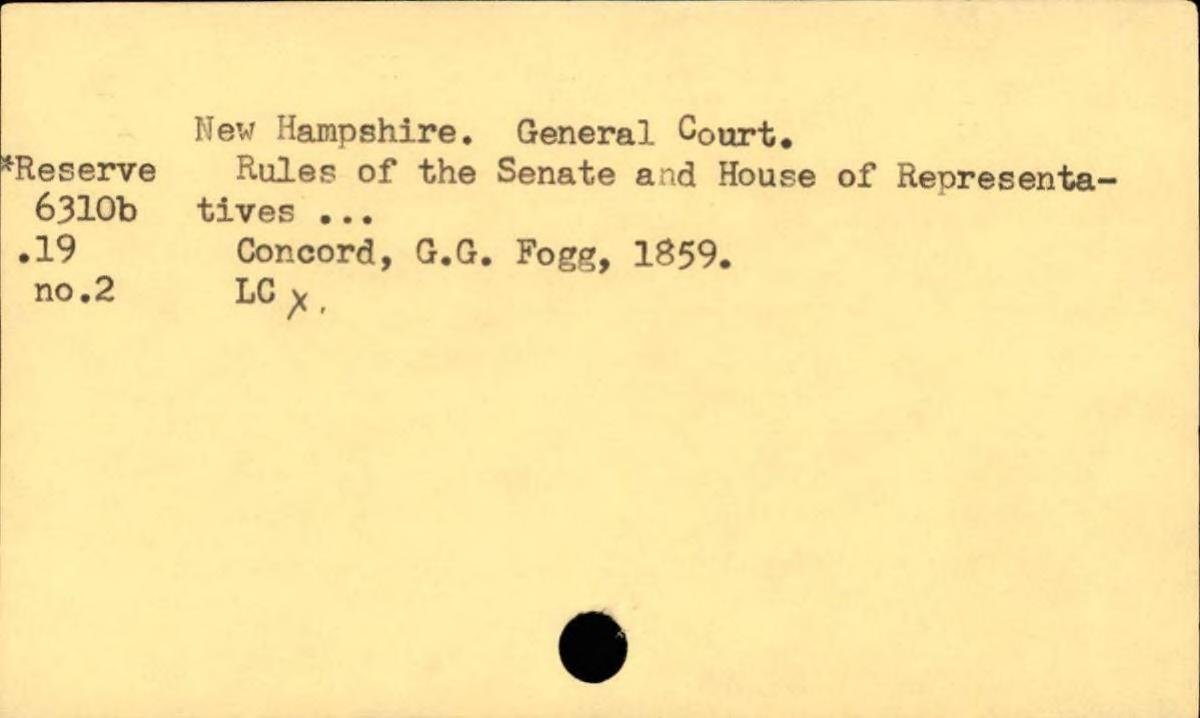 New Hampshire. General Court.
*Reserve Rules of the Senate and House of Representa-
6310b tives ...
.19 Concord, G.G. Fogg, 1859.
no.2 LC x.